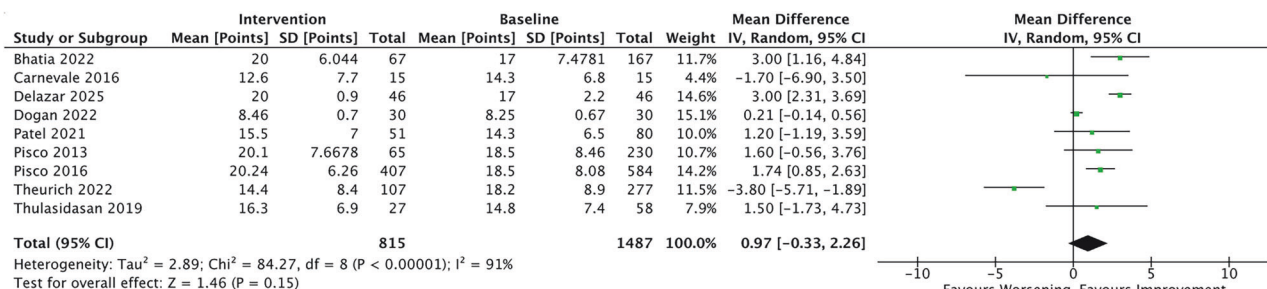 Intervention Baseline Mean Difference Mean Difference
Study or Subgroup Mean [Points] SD [Points] Total Mean [Points] SD [Points] Total Weight IV, Random, 95% CI IV, Random, 95% CI
Bhatia 2022 20 6.044 67 17 7.4781 167 11.7% 3.00 [1.16, 4.84]
Carnevale 2016 12.6 7.7 15 14.3 6.8 15 4.4% −1.70 [−6.90, 3.50]
Delazar 2025 20 0.9 46 17 2.2 46 14.6% 3.00 [2.31, 3.69]
Dogan 2022 8.46 0.7 30 8.25 0.67 30 15.1% 0.21 [−0.14, 0.56]
Patel 2021 15.5 7 51 14.3 6.5 80 10.0% 1.20 [−1.19, 3.59]
Pisco 2013 20.1 7.6678 65 18.5 8.46 230 10.7% 1.60 [−0.56, 3.76]
Pisco 2016 20.24 6.26 407 18.5 8.08 584 14.2% 1.74 [0.85, 2.63]
Theurich 2022 14.4 8.4 107 18.2 8.9 277 11.5% −3.80 [−5.71, −1.89]
Thulasidasan 2019 16.3 6.9 27 14.8 7.4 58 7.9% 1.50 [−1.73, 4.73]
Total (95% CI) 815 1487 100.0% 0.97 [−0.33, 2.26]
Heterogeneity: Tau² = 2.89; Chi² = 84.27, df = 8 (P < 0.00001); I² = 91%
−10 −5 0 5 10
Test for overall effect: Z = 1.46 (P = 0.15)
Favours Worsening Favours Improvement